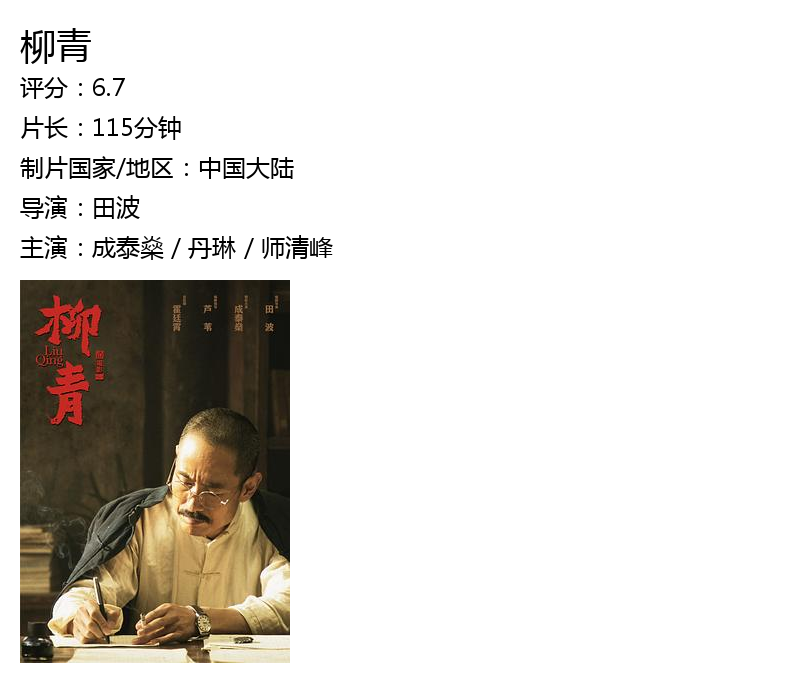 柳青
评分：6.7
片长：115分钟
制片国家/地区：中国大陆
导演：田波
主演：成泰燊 / 丹琳 / 师清峰
柳青
Liu
Qing
霍廷霄
芦苇
成泰燊
田波